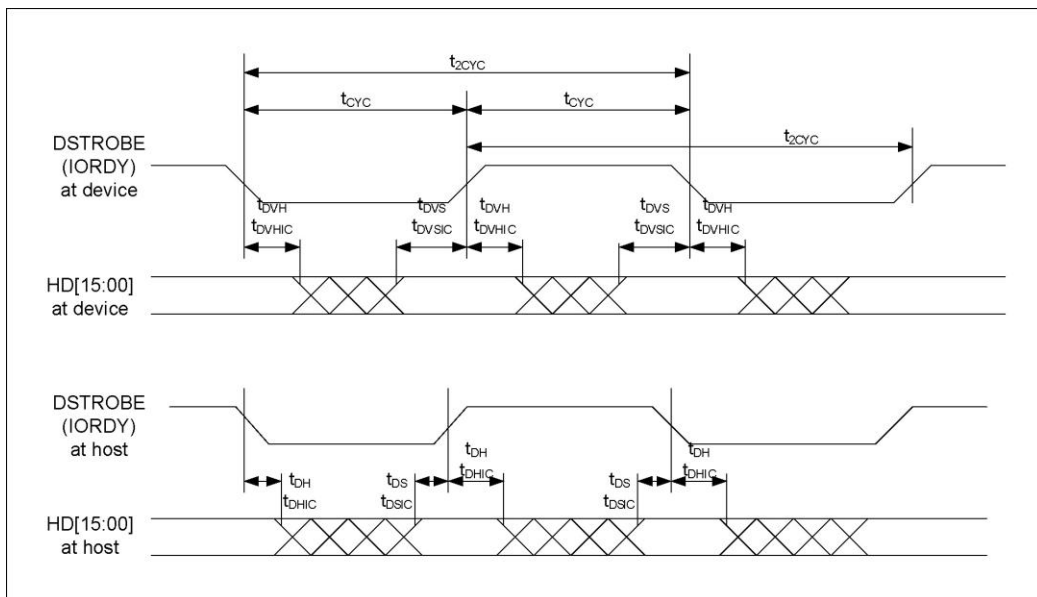 t2CYC
tCYC tCYC
t2CYC
DSTROBE
(IORDY)
at device
tDVH tDVS tDVH tDVS tDVH
tDVHIC tDVSIC tDVHIC tDVSIC tDVHIC
HD[15:00]
at device
DSTROBE
(IORDY)
at host
tDH tDH
tDH tDS tDHIC tDS tDHIC
tDHIC tDSIC tDSIC
HD[15:00]
at host